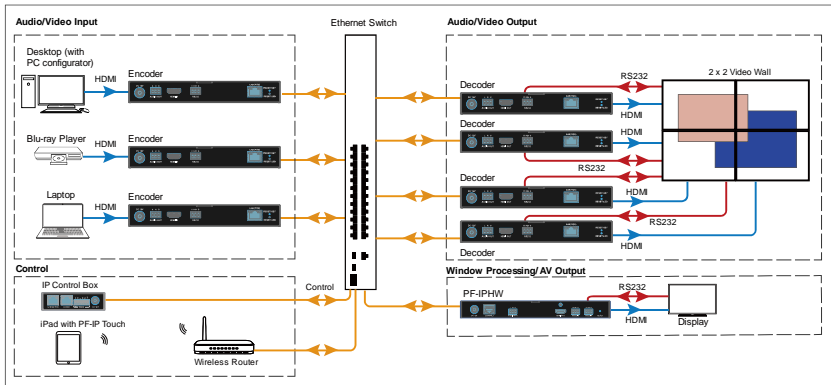 Audio/Video Input
Ethernet Switch
Audio/Video Output
Desktop (with
PC configurator)
HDMI
Encoder
Blu-ray Player
HDMI
Encoder
Laptop
HDMI
Encoder
Decoder
RS232
HDMI
Decoder
HDMI
RS232
Decoder
RS232
HDMI
RS232
HDMI
Decoder
2 x 2 Video Wall
Control
IP Control Box
Control
iPad with PF-IP Touch
Wireless Router
Window Processing/ AV Output
PF-IPHW
RS232
HDMI
Display